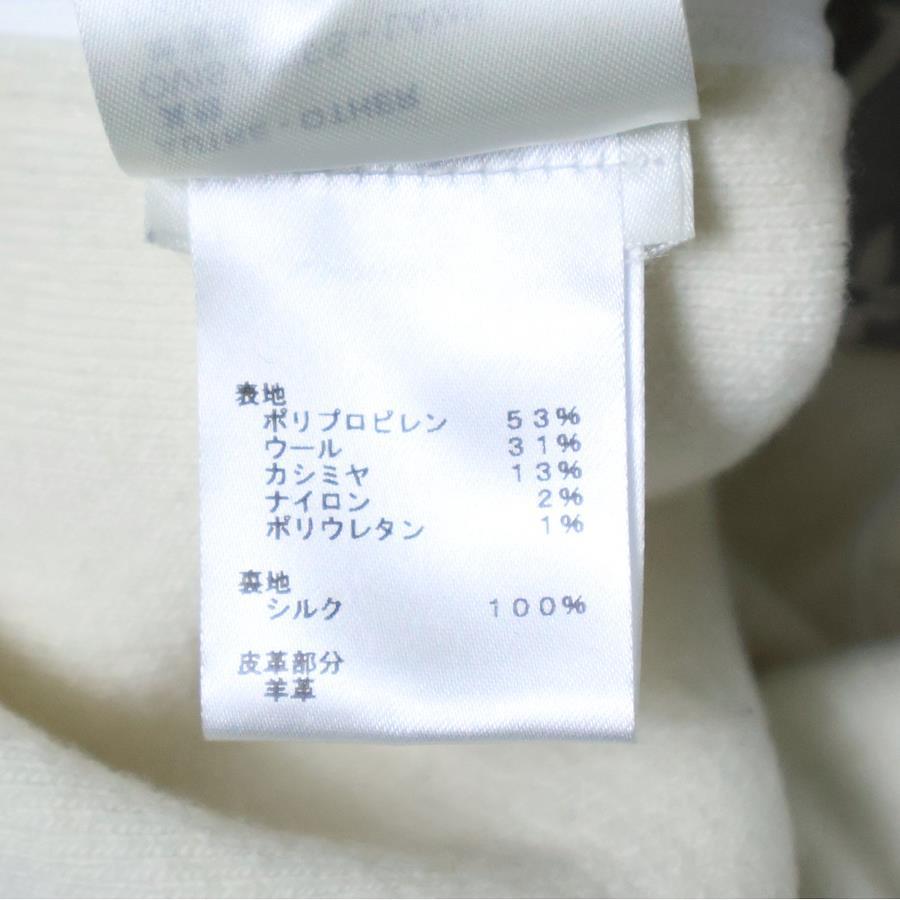 AUTRE - OTHER
表地
ポリプロピレン 53%
ウール 31%
カシミヤ 13%
ナイロン 2%
ポリウレタン 1%
裏地
シルク 100%
皮革部分
羊革